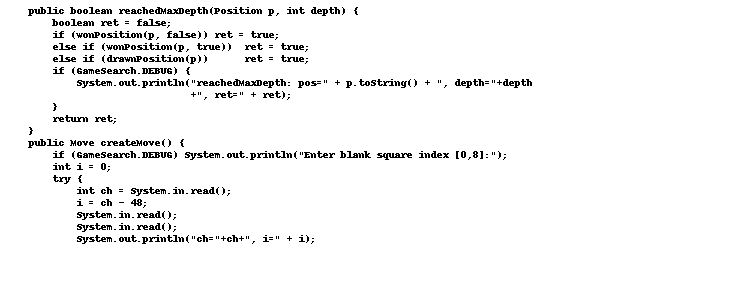 public boolean reachedMaxDepth(Position p, int depth) {
    boolean ret = false;
    if (wonPosition(p, false)) ret = true;
    else if (wonPosition(p, true))  ret = true;
    else if (drawnPosition(p))      ret = true;
    if (GameSearch.DEBUG) {
        System.out.println("reachedMaxDepth: pos=" + p.toString() + ", depth="+depth
                           +", ret=" + ret);
    }
    return ret;
}
public Move createMove() {
    if (GameSearch.DEBUG) System.out.println("Enter blank square index [0,8]:");
    int i = 0;
    try {
        int ch = System.in.read();
        i = ch - 48;
        System.in.read();
        System.in.read();
        System.out.println("ch="+ch+", i=" + i);